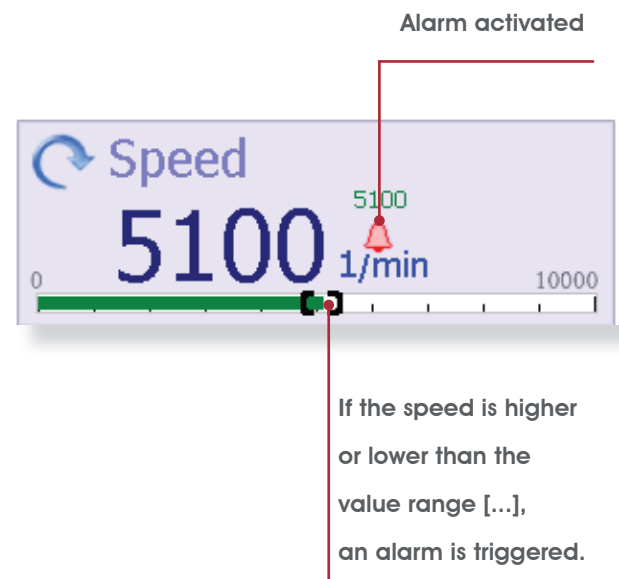 Alarm activated
Speed
5100
5100
1/min
0
10000
If the speed is higher
or lower than the
value range [...],
an alarm is triggered.